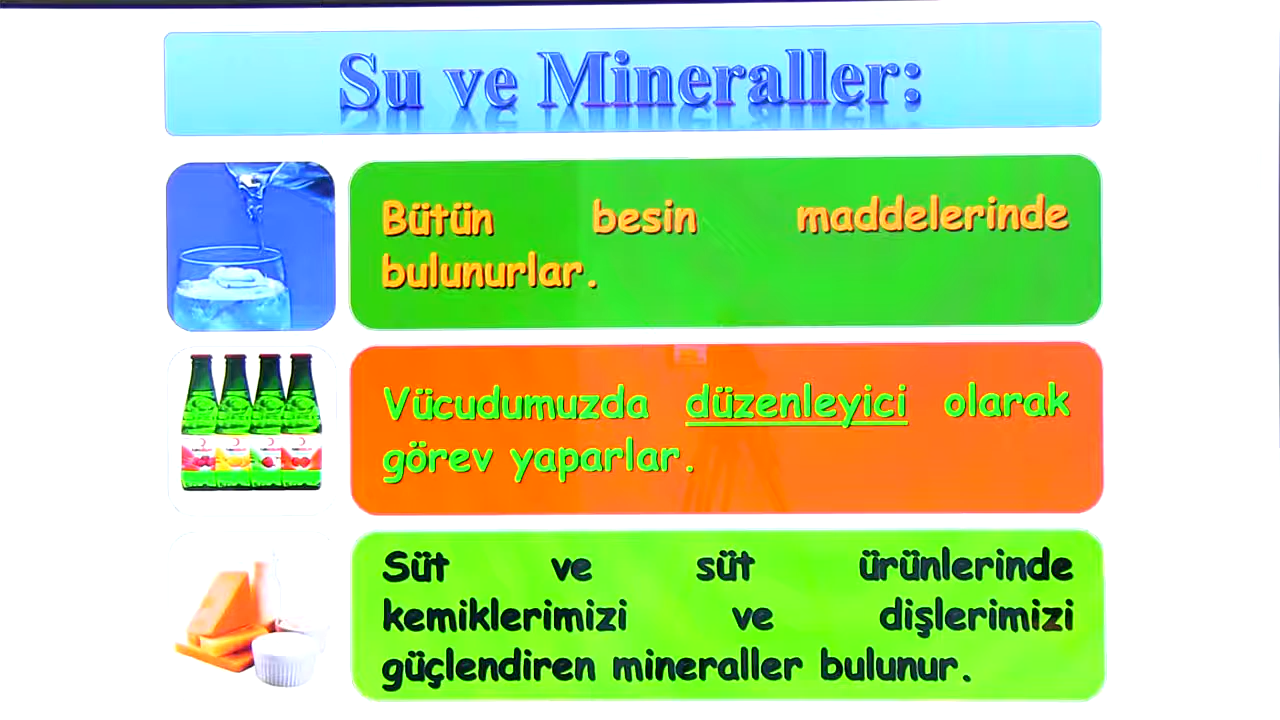 Su ve Mineraller:
Bütün besin maddelerinde
bulunurlar.
Vücudumuzda düzenleyici olarak
görev yaparlar.
Süt ve süt ürünlerinde
kemiklerimizi ve dişlerimizi
güçlendiren mineraller bulunur.